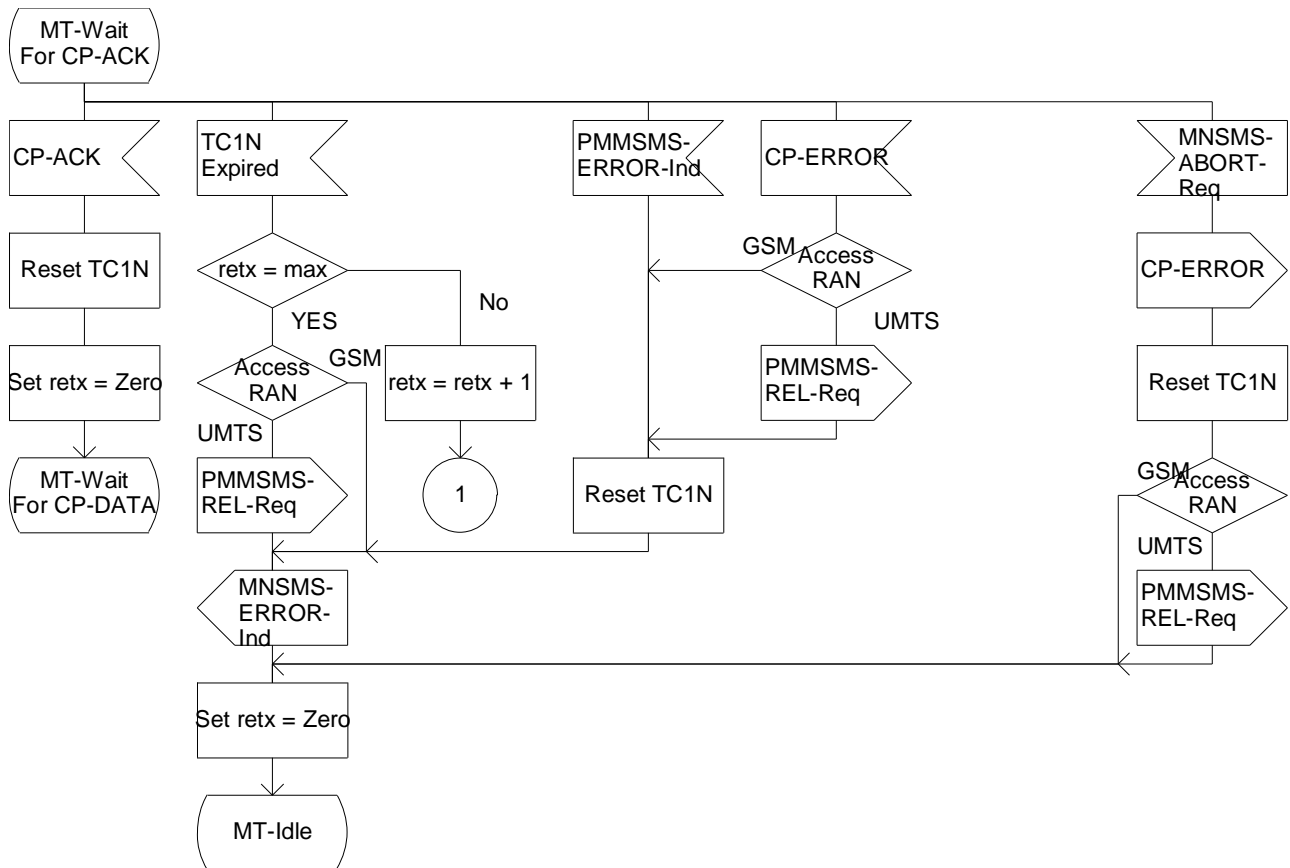 MT-Wait
For CP-ACK
CP-ACK
TC1N
Expired
PMMSMS-
ERROR-Ind
CP-ERROR
MNSMS-
ABORT-
Req
Reset TC1N
retx = max
No
YES
GSM
Access
RAN
UMTS
CP-ERROR
Set retx = Zero
Access
RAN
GSM
UMTS
retx = retx + 1
PMMSMS-
REL-Req
Reset TC1N
MT-Wait
For CP-DATA
PMMSMS-
REL-Req
1
Reset TC1N
GSM
Access
RAN
UMTS
MNSMS-
ERROR-
Ind
PMMSMS-
REL-Req
Set retx = Zero
MT-Idle